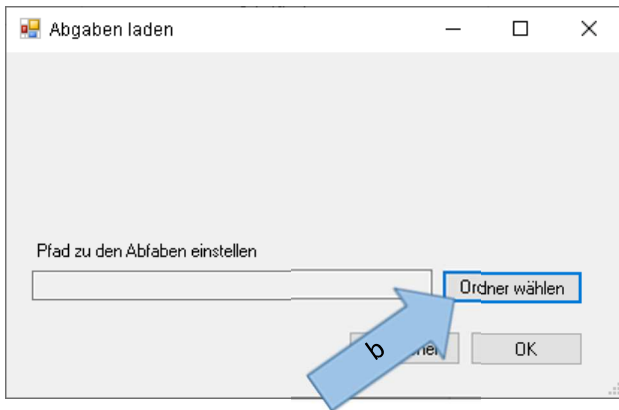 Abgaben laden
Pfad zu den Abfaben einstellen
Ordner wählen
b
OK